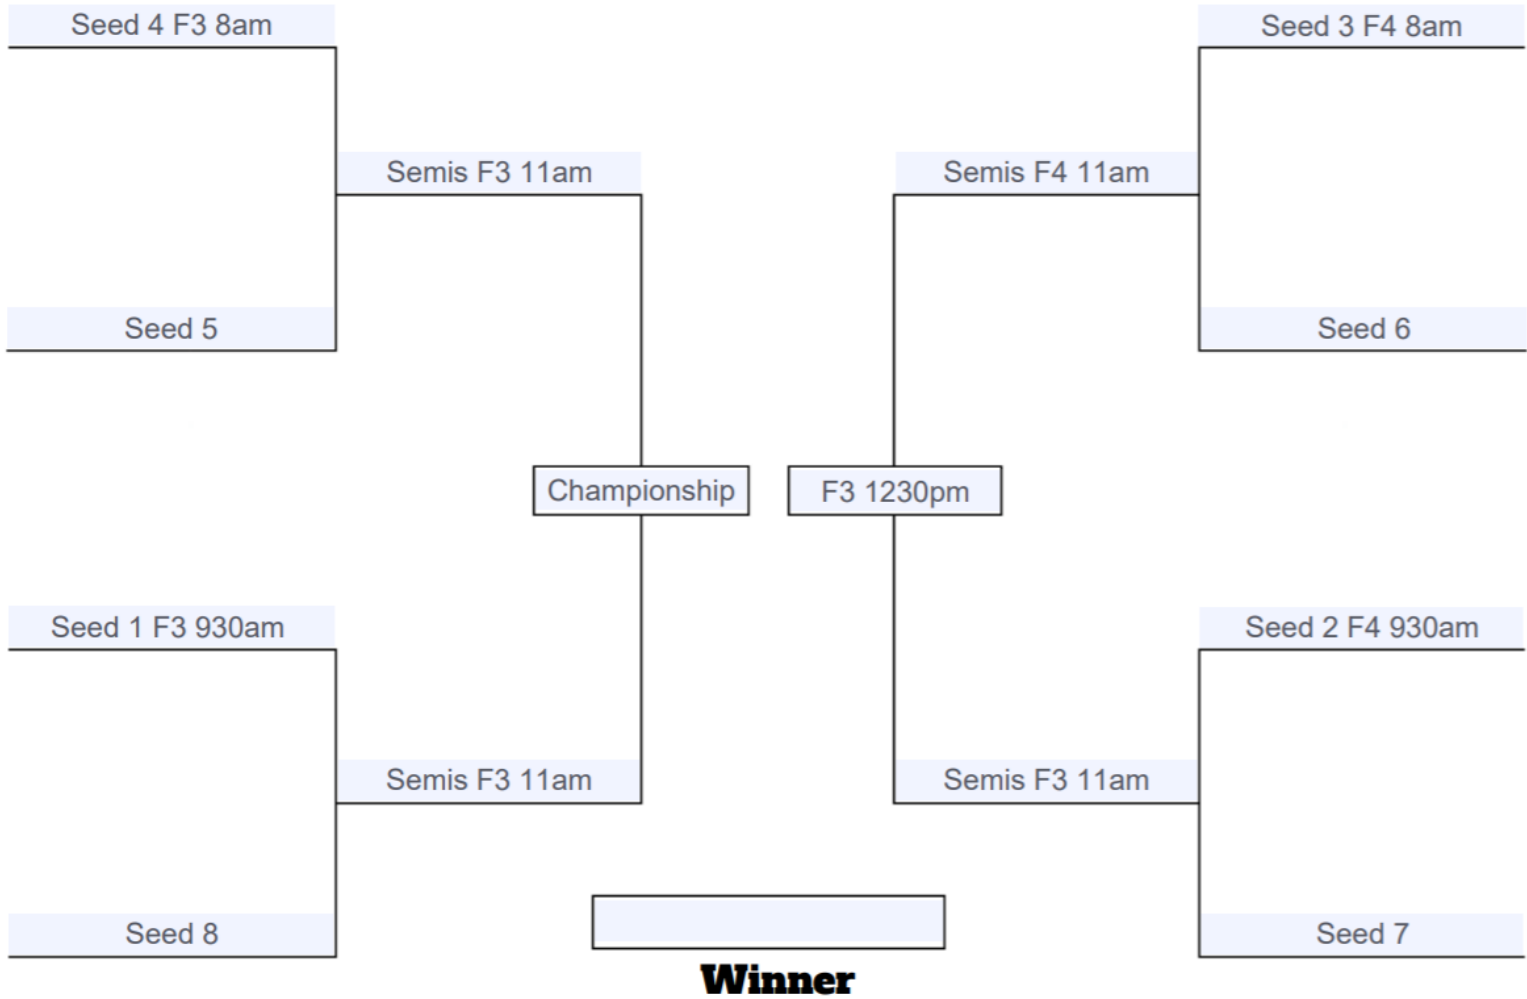 Seed 4 F3 8am
Seed 3 F4 8am
Semis F3 11am
Semis F4 11am
Seed 5
Seed 6
Championship
F3 1230pm
Seed 1 F3 930am
Seed 2 F4 930am
Semis F3 11am
Semis F3 11am
Seed 8
Seed 7
Winner